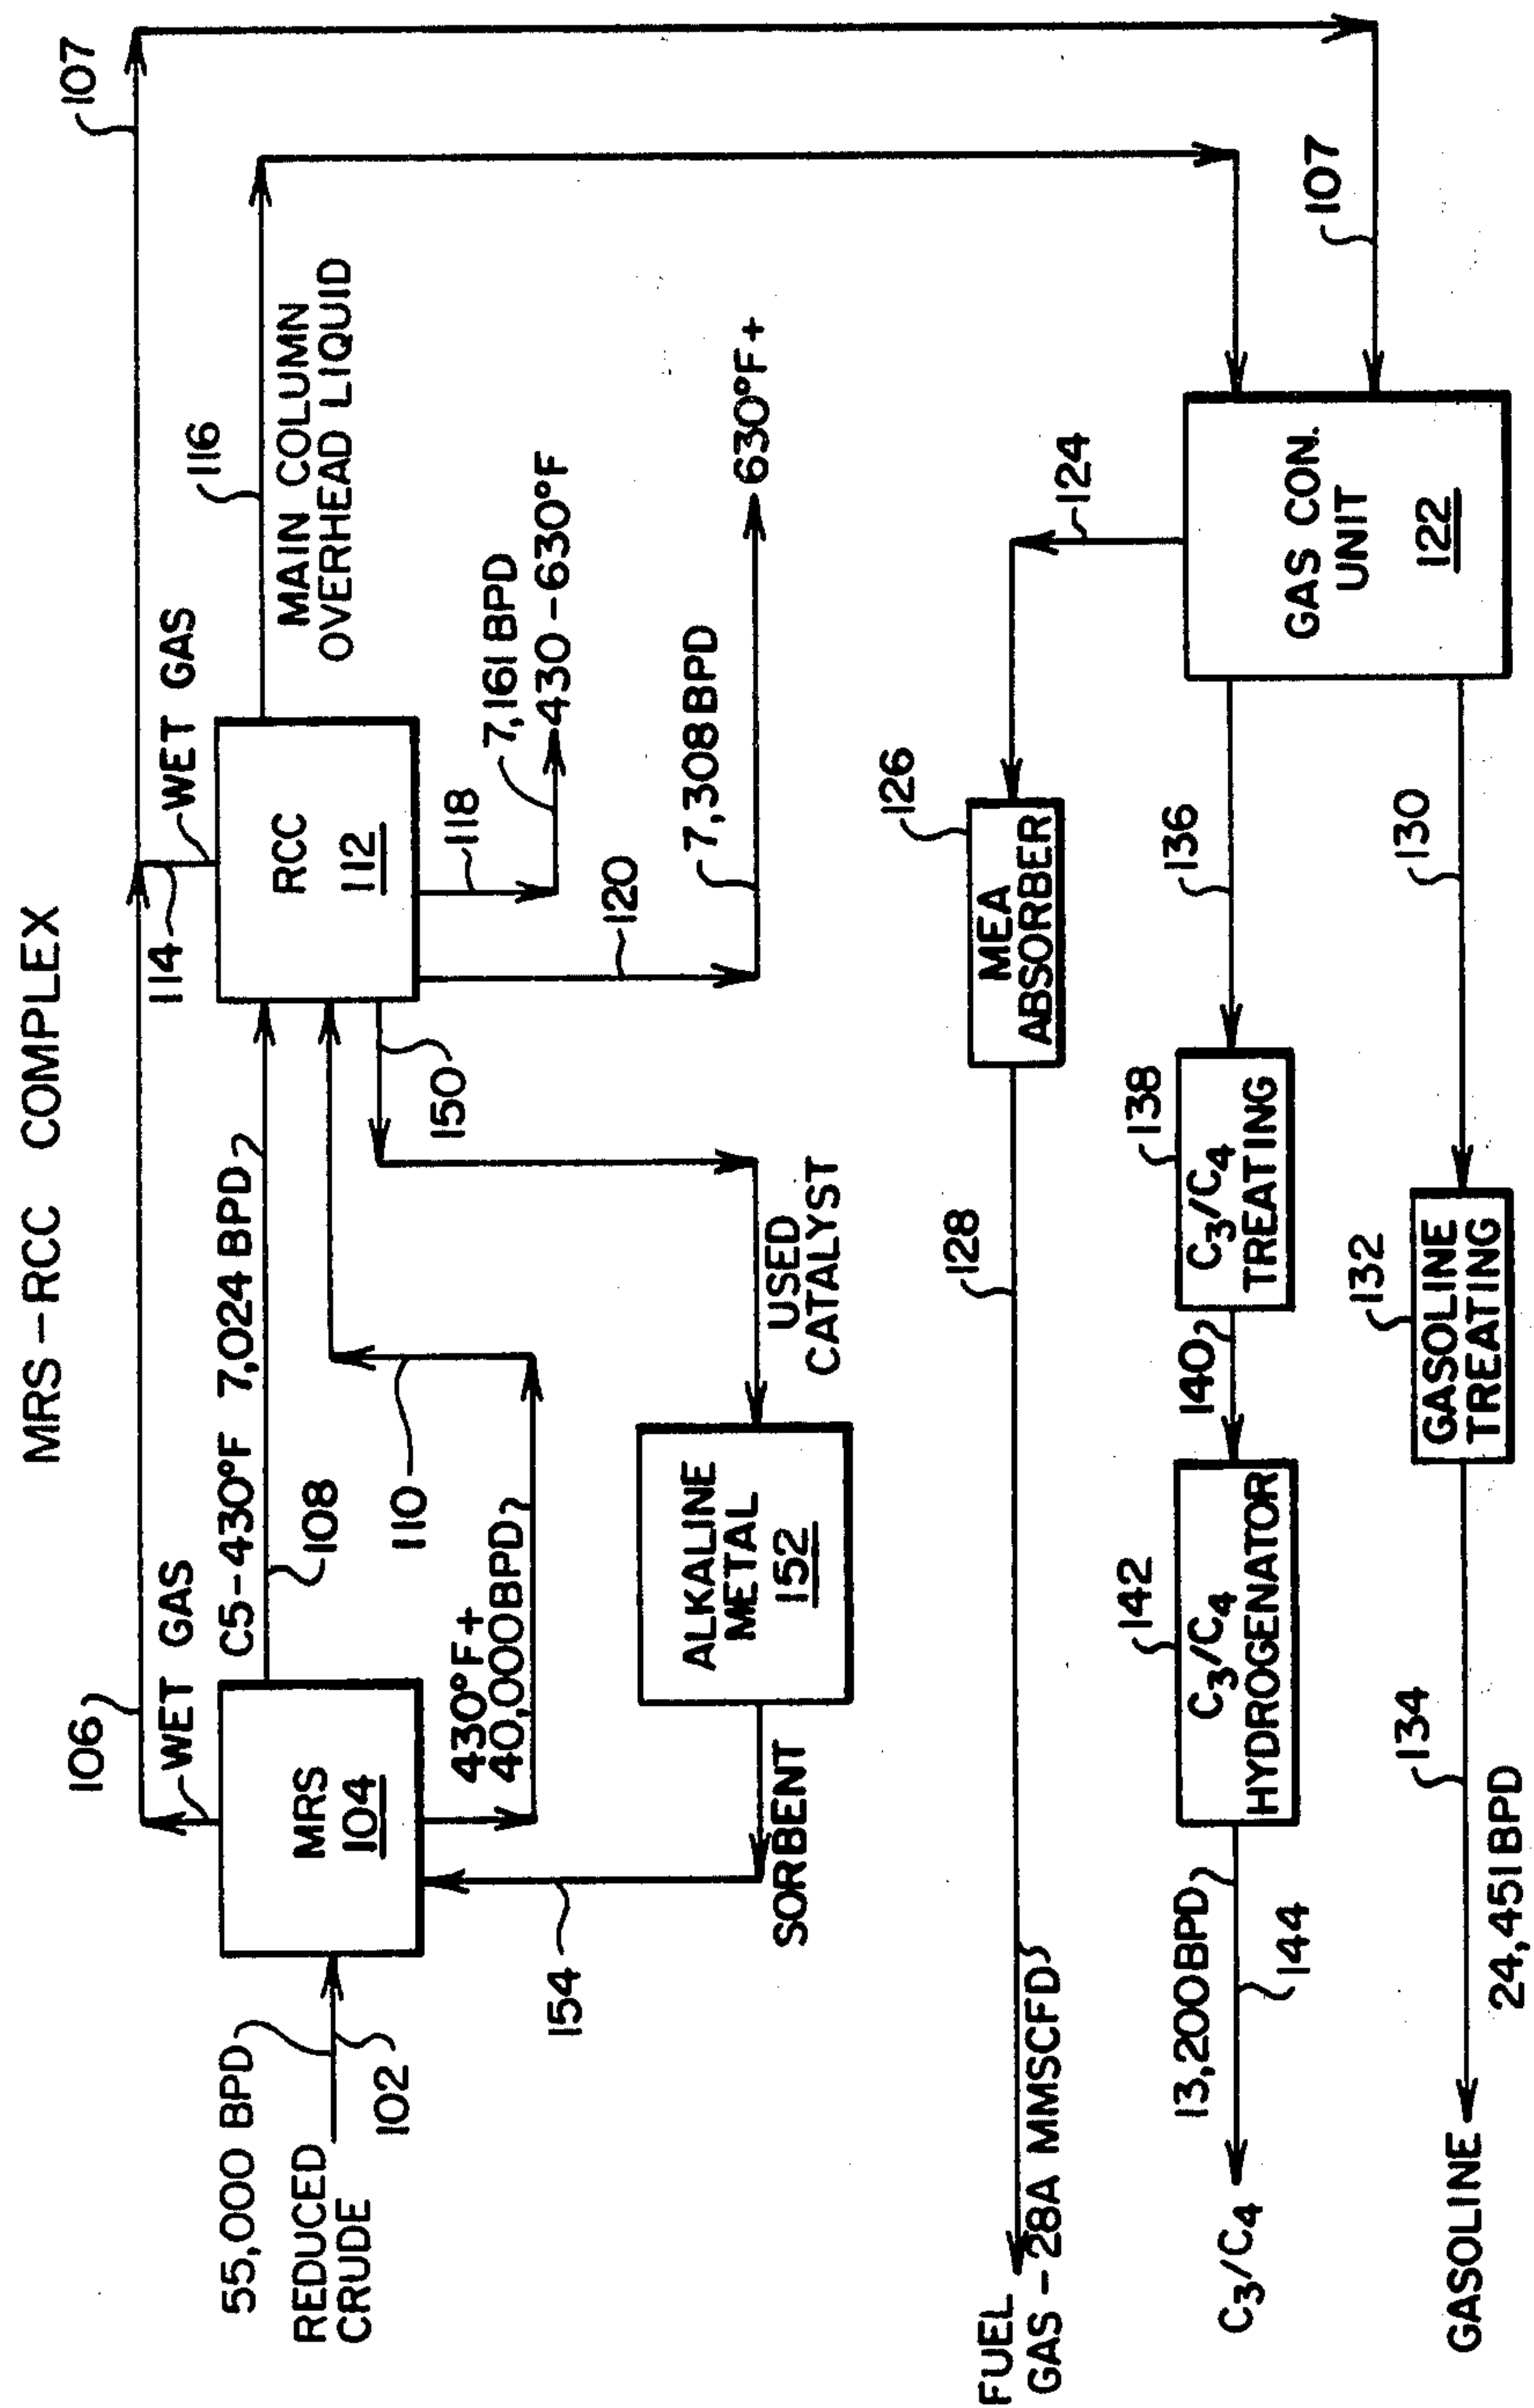 MRS-RCC COMPLEX
107
106
WET GAS
114
WET GAS
116
MAIN COLUMN
OVERHEAD LIQUID
C5-430°F 7,024 BPD
108
55,000 BPD
REDUCED
CRUDE
102
MRS
104
RCC
112
430°F+
40,000BPD
110
150
118
7,161 BPD
430-630°F
120
7,308 BPD
630°F+
154
SORBENT
ALKALINE
METAL
152
USED
CATALYST
107
FUEL
GAS-28A MMSCFD
128
126
MEA
ABSORBER
124
GAS CON.
UNIT
122
C3/C4
13,200BPD
144
142
C3/C4
HYDROGENATOR
140
138
C3/C4
TREATING
136
GASOLINE
24,451 BPD
134
132
GASOLINE
TREATING
130